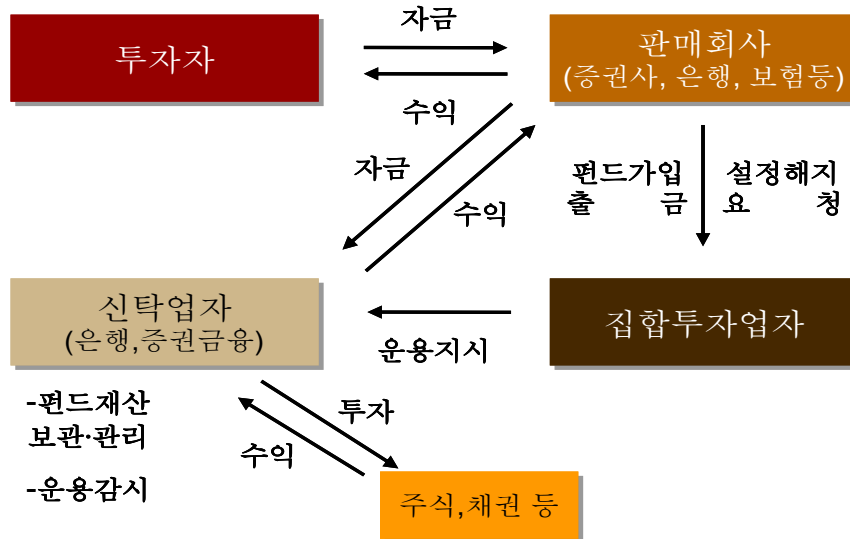 자금
투자자
판매회사
(증권사, 은행, 보험등)
수익
자금
수익
펀드가입 설정해지
출 금 요 청
신탁업자
(은행,증권금융)
집합투자업자
운용지시
-펀드재산
보관·관리
-운용감시
투자
수익
주식,채권 등